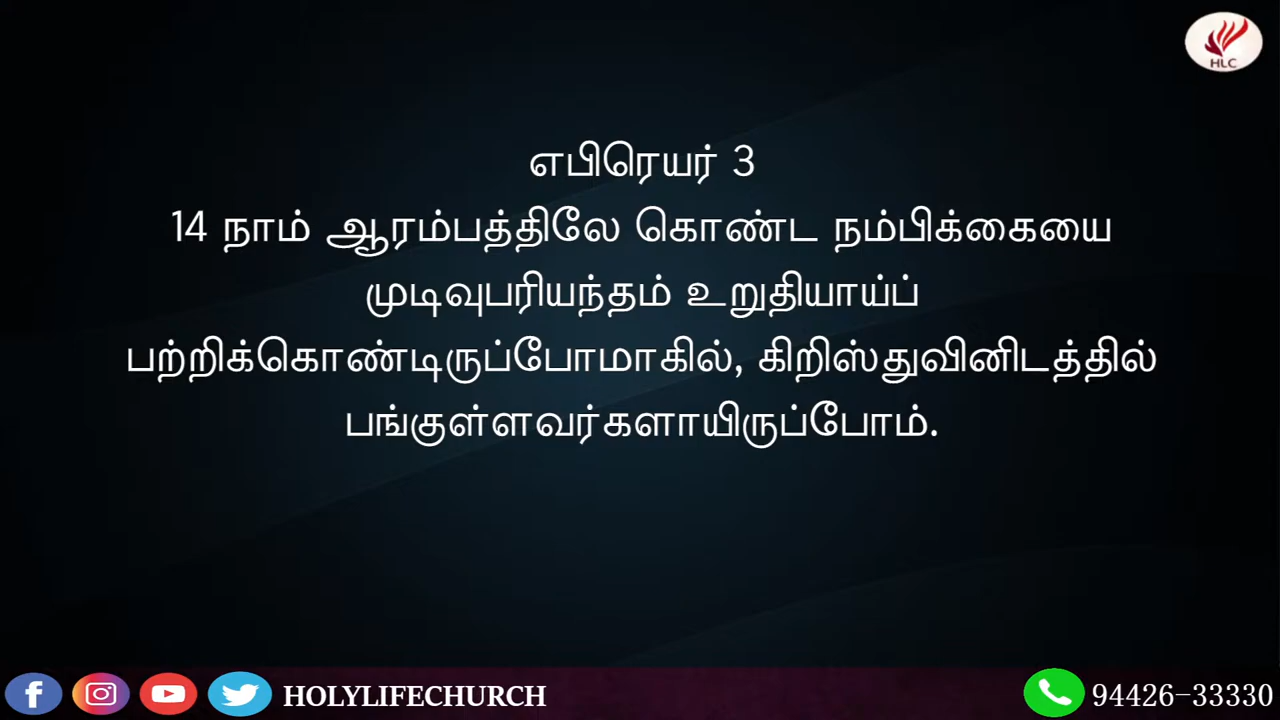 HLC
எபிரெயர் 3
14 நாம் ஆரம்பத்திலே கொண்ட நம்பிக்கையை
முடிவுபரியந்தம் உறுதியாய்ப்
பற்றிக்கொண்டிருப்போமாகில், கிறிஸ்துவினிடத்தில்
பங்குள்ளவர்களாயிருப்போம்.
HOLYLIFECHURCH 94426-33330